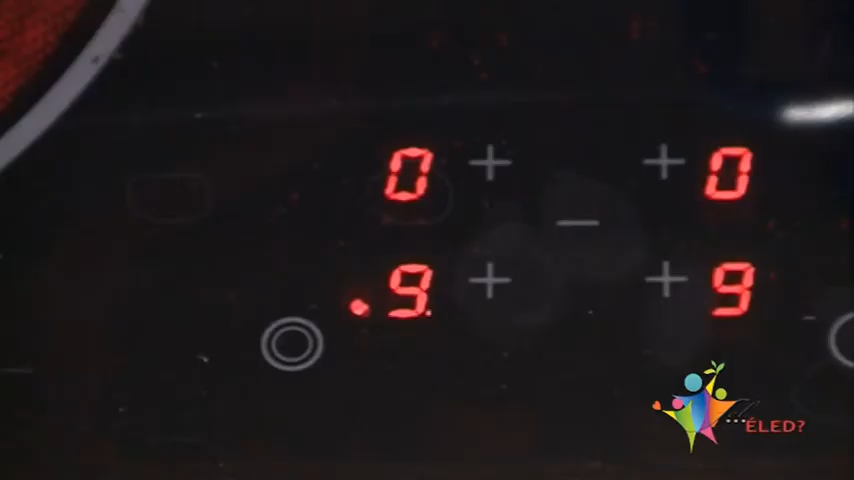 0 + + 0
−
9. + + 9
...ÉLED?